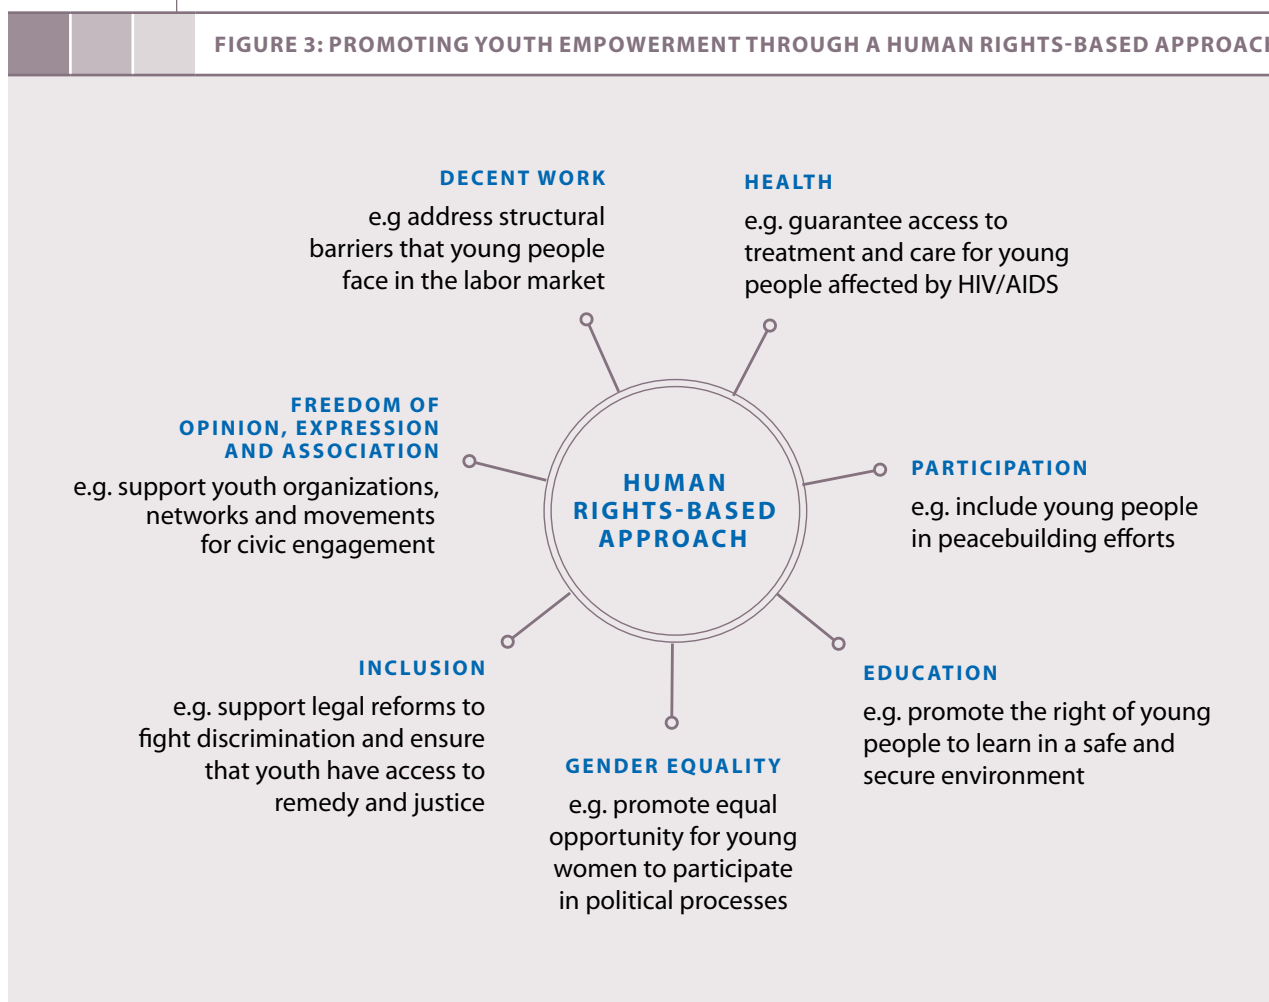 FIGURE 3: PROMOTING YOUTH EMPOWERMENT THROUGH A HUMAN RIGHTS-BASED APPROACH
DECENT WORK
e.g address structural
barriers that young people
face in the labor market
HEALTH
e.g. guarantee access to
treatment and care for young
people affected by HIV/AIDS
FREEDOM OF
OPINION, EXPRESSION
AND ASSOCIATION
e.g. support youth organizations,
networks and movements
for civic engagement
HUMAN
RIGHTS-BASED
APPROACH
PARTICIPATION
e.g. include young people
in peacebuilding efforts
INCLUSION
e.g. support legal reforms to
fight discrimination and ensure
that youth have access to
remedy and justice
GENDER EQUALITY
e.g. promote equal
opportunity for young
women to participate
in political processes
EDUCATION
e.g. promote the right of young
people to learn in a safe and
secure environment